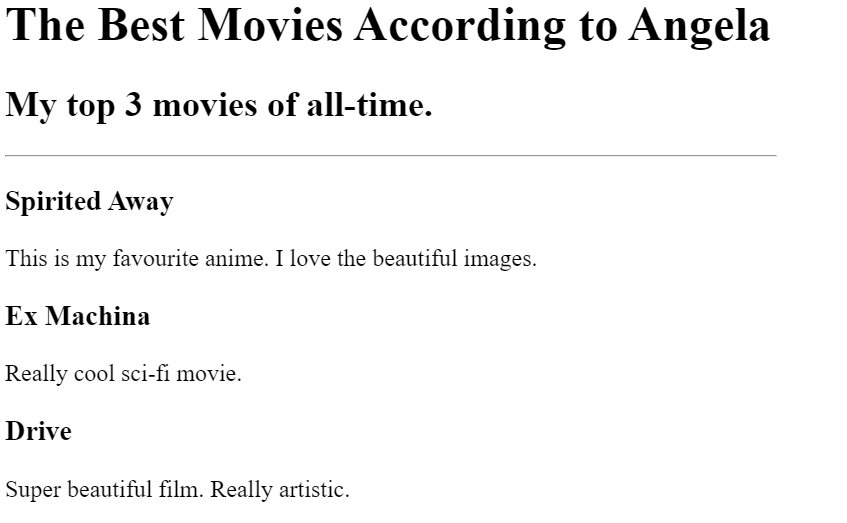 The Best Movies According to Angela
My top 3 movies of all-time.
Spirited Away
This is my favourite anime. I love the beautiful images.
Ex Machina
Really cool sci-fi movie.
Drive
Super beautiful film. Really artistic.